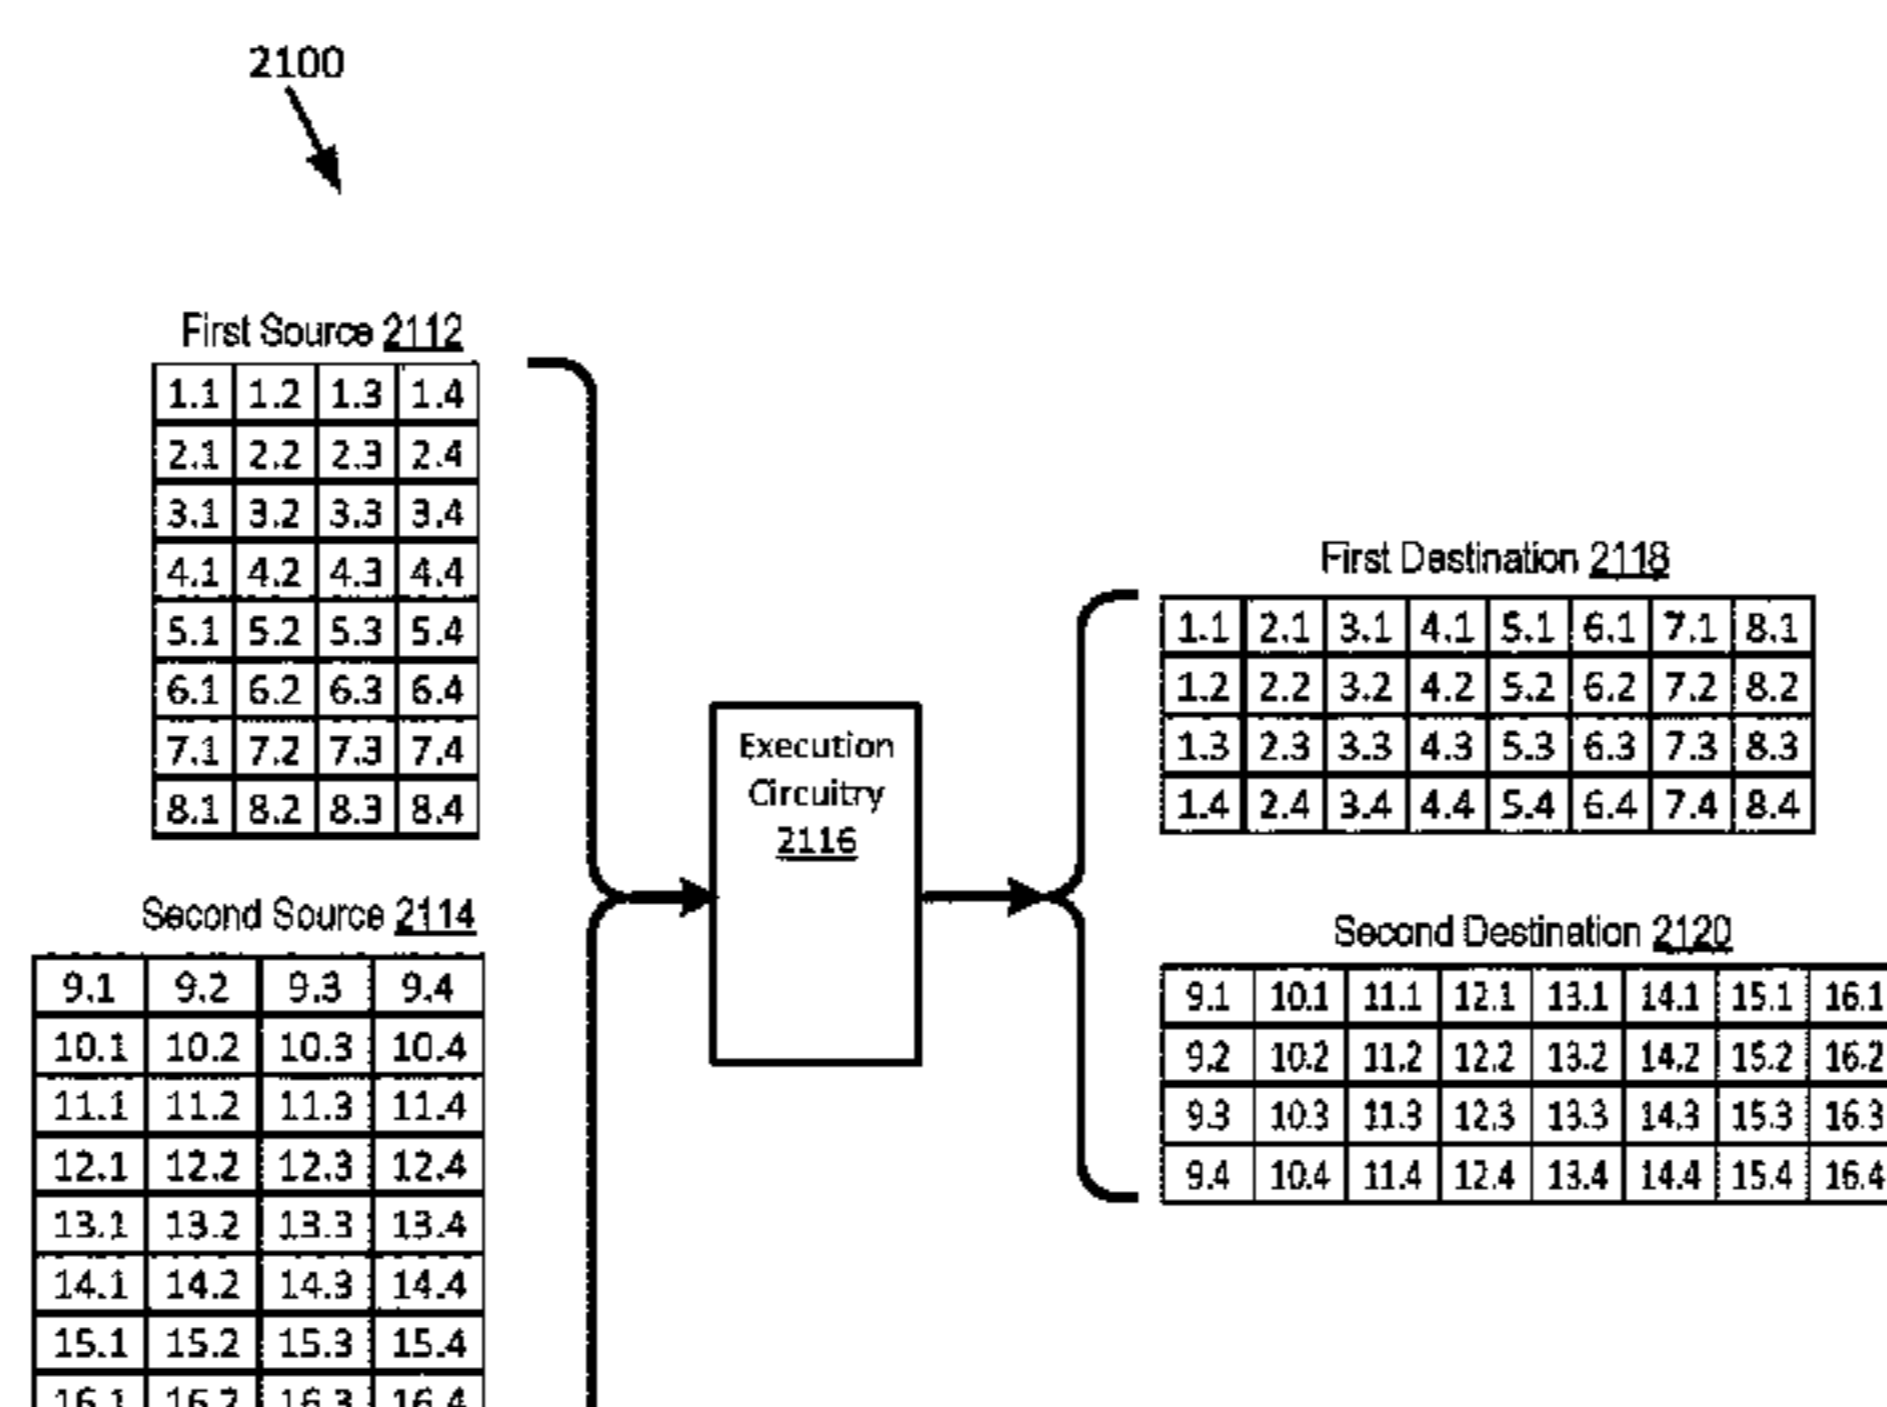 2100
First Source 2112
1.1 1.2 1.3 1.4
2.1 2.2 2.3 2.4
3.1 3.2 3.3 3.4
4.1 4.2 4.3 4.4
5.1 5.2 5.3 5.4
6.1 6.2 6.3 6.4
7.1 7.2 7.3 7.4
8.1 8.2 8.3 8.4
Second Source 2114
9.1 9.2 9.3 9.4
10.1 10.2 10.3 10.4
11.1 11.2 11.3 11.4
12.1 12.2 12.3 12.4
13.1 13.2 13.3 13.4
14.1 14.2 14.3 14.4
15.1 15.2 15.3 15.4
16.1 16.2 16.3 16.4
Execution
Circuitry
2116
First Destination 2118
1.1 2.1 3.1 4.1 5.1 6.1 7.1 8.1
1.2 2.2 3.2 4.2 5.2 6.2 7.2 8.2
1.3 2.3 3.3 4.3 5.3 6.3 7.3 8.3
1.4 2.4 3.4 4.4 5.4 6.4 7.4 8.4
Second Destination 2120
9.1 10.1 11.1 12.1 13.1 14.1 15.1 16.1
9.2 10.2 11.2 12.2 13.2 14.2 15.2 16.2
9.3 10.3 11.3 12.3 13.3 14.3 15.3 16.3
9.4 10.4 11.4 12.4 13.4 14.4 15.4 16.4